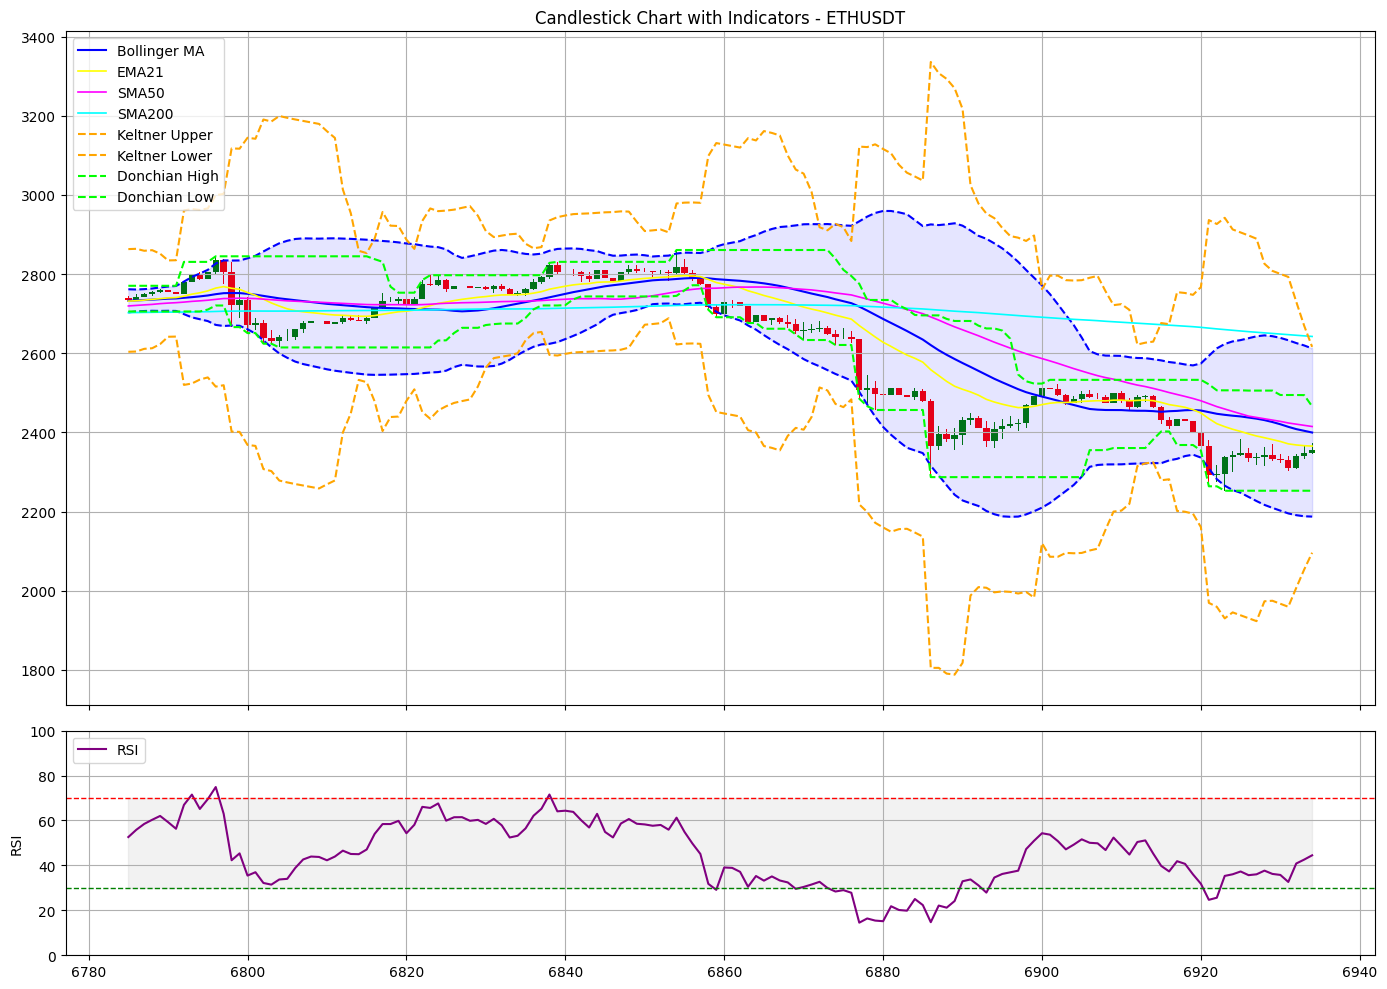 Candlestick Chart with Indicators - ETHUSDT
3400
3200
3000
2800
2600
2400
2200
2000
1800
Bollinger MA
EMA21
SMA50
SMA200
Keltner Upper
Keltner Lower
Donchian High
Donchian Low
100
80
60
40
20
0
RSI
RSI
6780 6800 6820 6840 6860 6880 6900 6920 6940